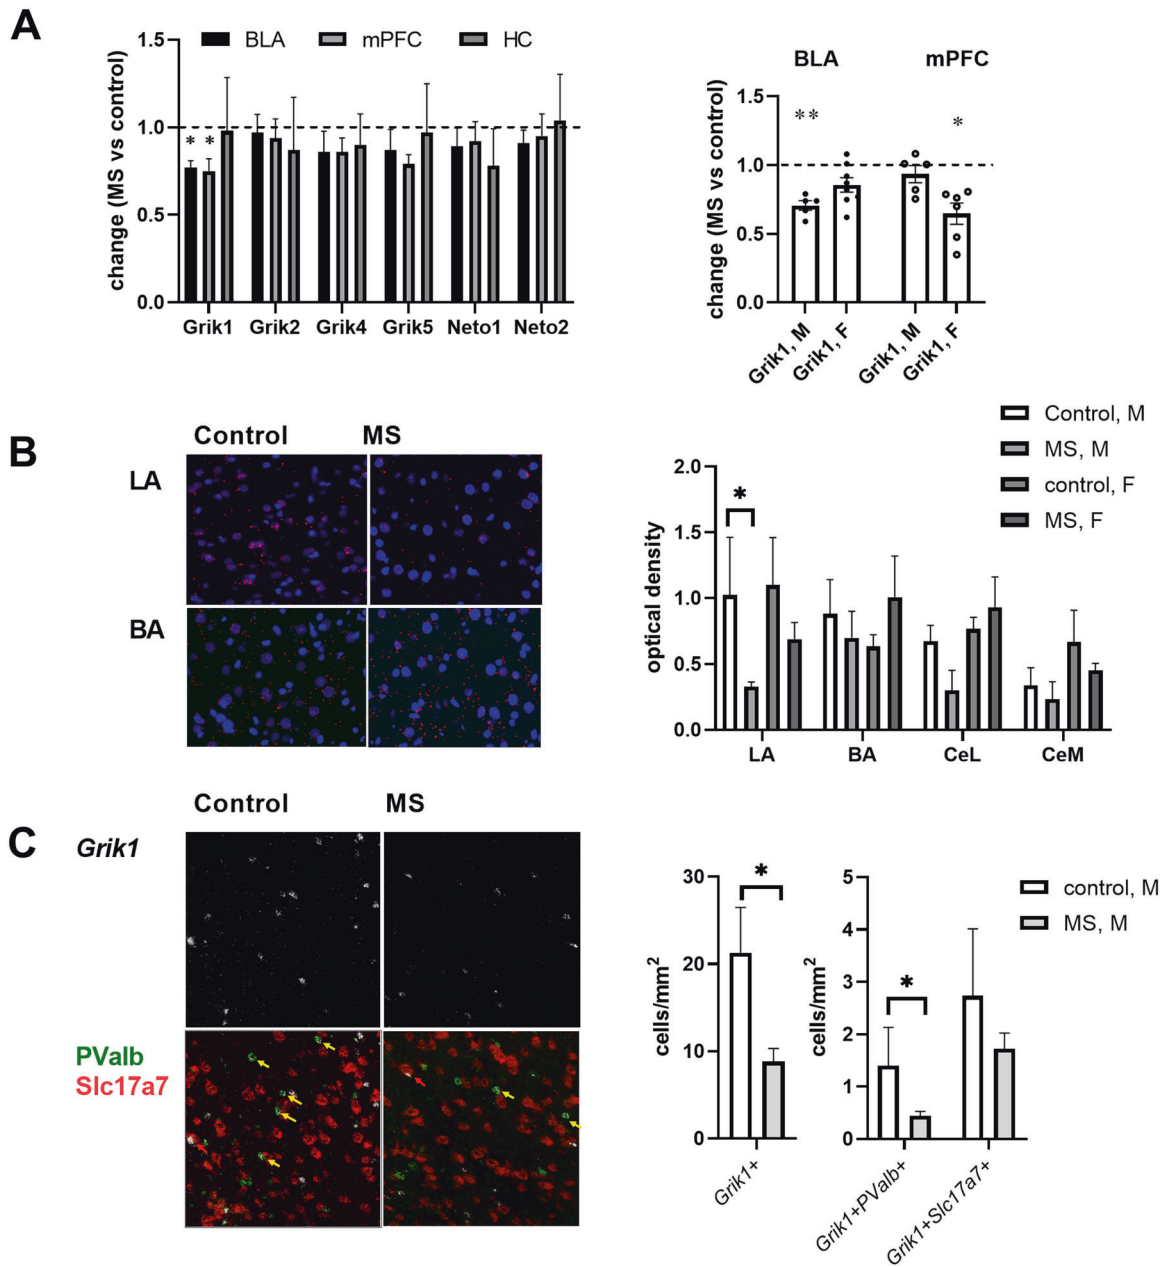 A
BLA
mPFC
HC
change (MS vs control)
1.5
1.0
0.5
0.0
* *
Grik1
Grik2
Grik4
Grik5
Neto1
Neto2
BLA
mPFC
change (MS vs control)
1.5
1.0
0.5
0.0
**
*
Grik1, M
Grik1, F
Grik1, M
Grik1, F
B
Control
MS
LA
BA
Control, M
MS, M
control, F
MS, F
optical density
2.0
1.5
1.0
0.5
0.0
*
LA
BA
CeL
CeM
C
Control
MS
Grik1
PValb
Slc17a7
cells/mm²
30
20
10
0
*
Grik1+
cells/mm²
5
4
3
2
1
0
*
Grik1+PValb+
Grik1+Slc17a7+
control, M
MS, M